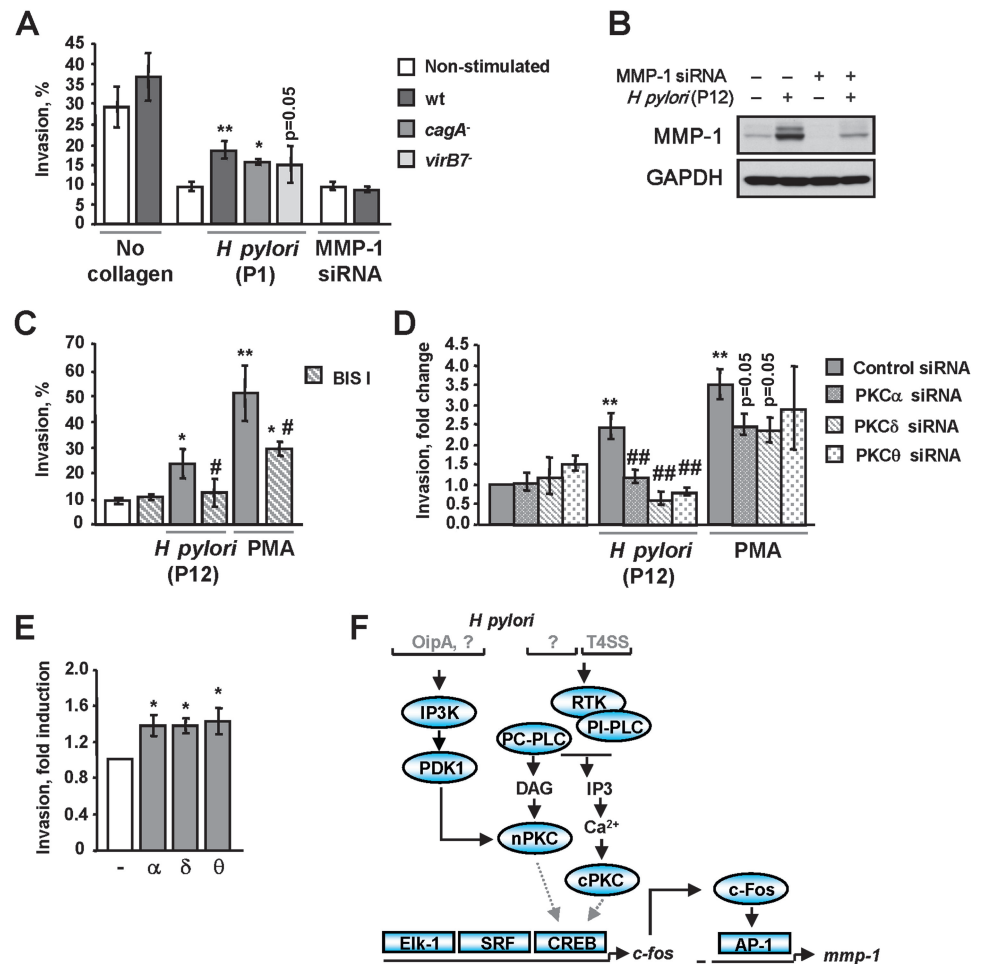 A
45
40
35
30
25
20
15
10
5
0
Invasion, %
** * p=0.05
Non-stimulated
wt
cagA-
virB7-
No collagen
H pylori (P1)
MMP-1 siRNA
B
MMP-1 siRNA – – + +
H pylori (P12) – + – +
MMP-1
GAPDH
C
70
60
50
40
30
20
10
0
Invasion, %
* # ** * #
BIS I
H pylori (P12)
PMA
D
4.5
4.0
3.5
3.0
2.5
2.0
1.5
1.0
0.5
0.0
Invasion, fold change
** ## ## ## ** p=0.05 p=0.05
Control siRNA
PKCα siRNA
PKCδ siRNA
PKCθ siRNA
H pylori (P12)
PMA
E
2.0
1.6
1.2
0.8
0.4
0
Invasion, fold induction
* * *
- α δ θ
F
H pylori
OipA, ? ? T4SS
IP3K
RTK
PI-PLC
PC-PLC
PDK1
DAG IP3
nPKC
Ca2+
cPKC
c-Fos
Elk-1 SRF CREB c-fos
AP-1 mmp-1